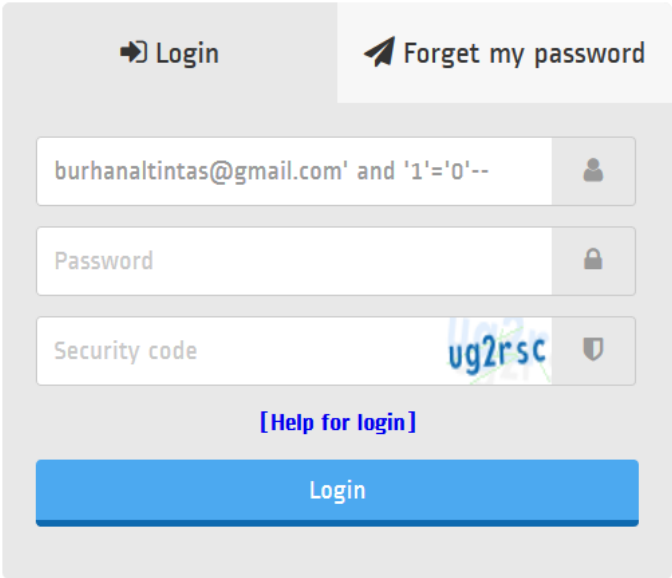 Login
Forget my password
burhanaltintas@gmail.com' and '1'='0'--
Password
Security code
ug2rsc
[Help for login]
Login